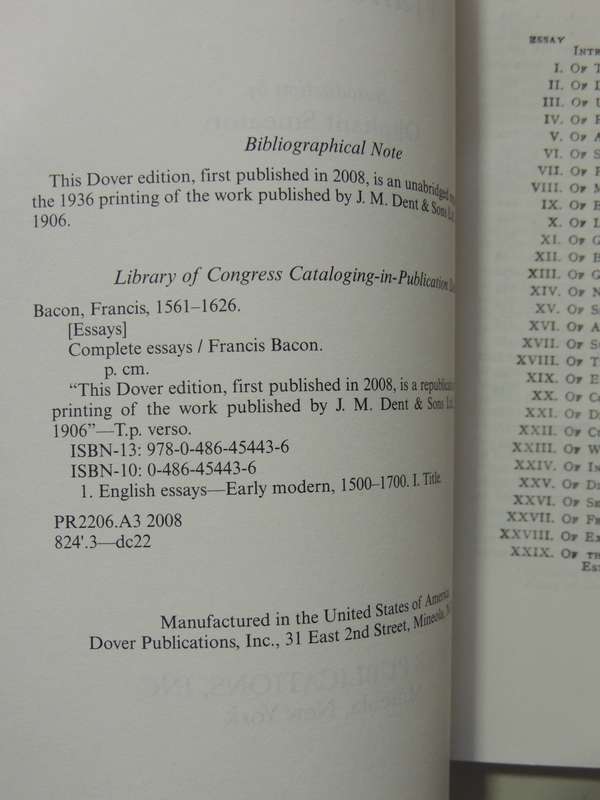 Bibliographical Note
This Dover edition, first published in 2008, is an unabridged
the 1936 printing of the work published by J. M. Dent & Sons
1906.
Library of Congress Cataloging-in-Publication
Bacon, Francis, 1561–1626.
[Essays]
Complete essays / Francis Bacon.
p. cm.
“This Dover edition, first published in 2008, is a
printing of the work published by J. M. Dent & Sons
1906”—T.p. verso.
ISBN-13: 978-0-486-45443-6
ISBN-10: 0-486-45443-6
1. English essays—Early modern, 1500–1700. I. Title.
PR2206.A3 2008
824'.3—dc22
Manufactured in the United States of America
Dover Publications, Inc., 31 East 2nd Street, Mineola,
ESSAY
I. OF
II. OF
III. OF
IV. OF
V. OF
VI. OF
VII. OF
VIII. OF
IX. OF
X. OF
XI. OF
XII. OF
XIII. OF
XIV. OF
XV. OF
XVI. OF
XVII. OF
XVIII. OF
XIX. OF
XX. OF
XXI. OF
XXII. OF
XXIII. OF
XXIV. OF
XXV. OF
XXVI. OF
XXVII. OF
XXVIII. OF
XXIX. OF